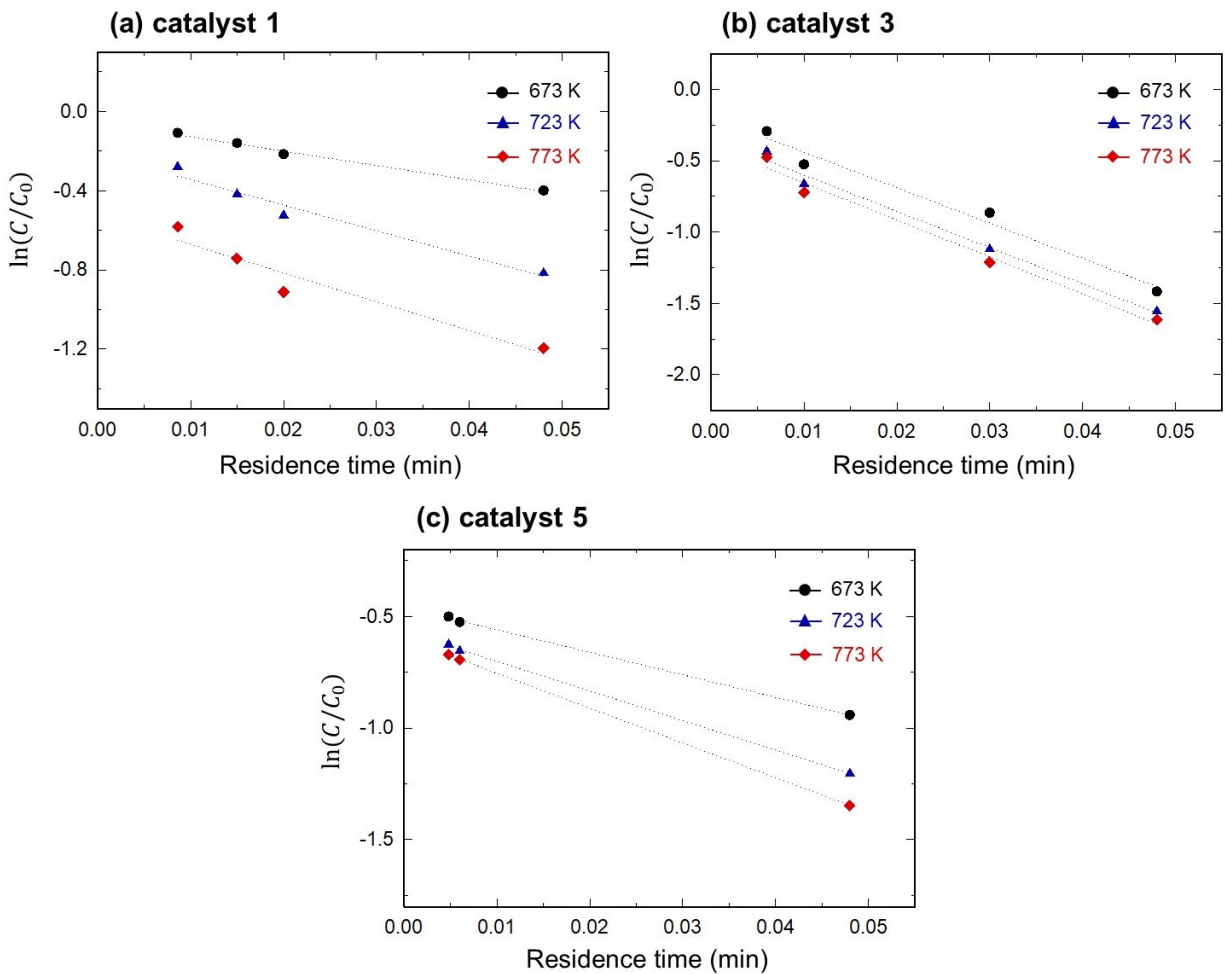 (a) catalyst 1
ln(C/C₀)
0.0
-0.4
-0.8
-1.2
673 K
723 K
773 K
0.00 0.01 0.02 0.03 0.04 0.05
Residence time (min)
(b) catalyst 3
ln(C/C₀)
0.0
-0.5
-1.0
-1.5
-2.0
673 K
723 K
773 K
0.00 0.01 0.02 0.03 0.04 0.05
Residence time (min)
(c) catalyst 5
ln(C/C₀)
-0.5
-1.0
-1.5
673 K
723 K
773 K
0.00 0.01 0.02 0.03 0.04 0.05
Residence time (min)